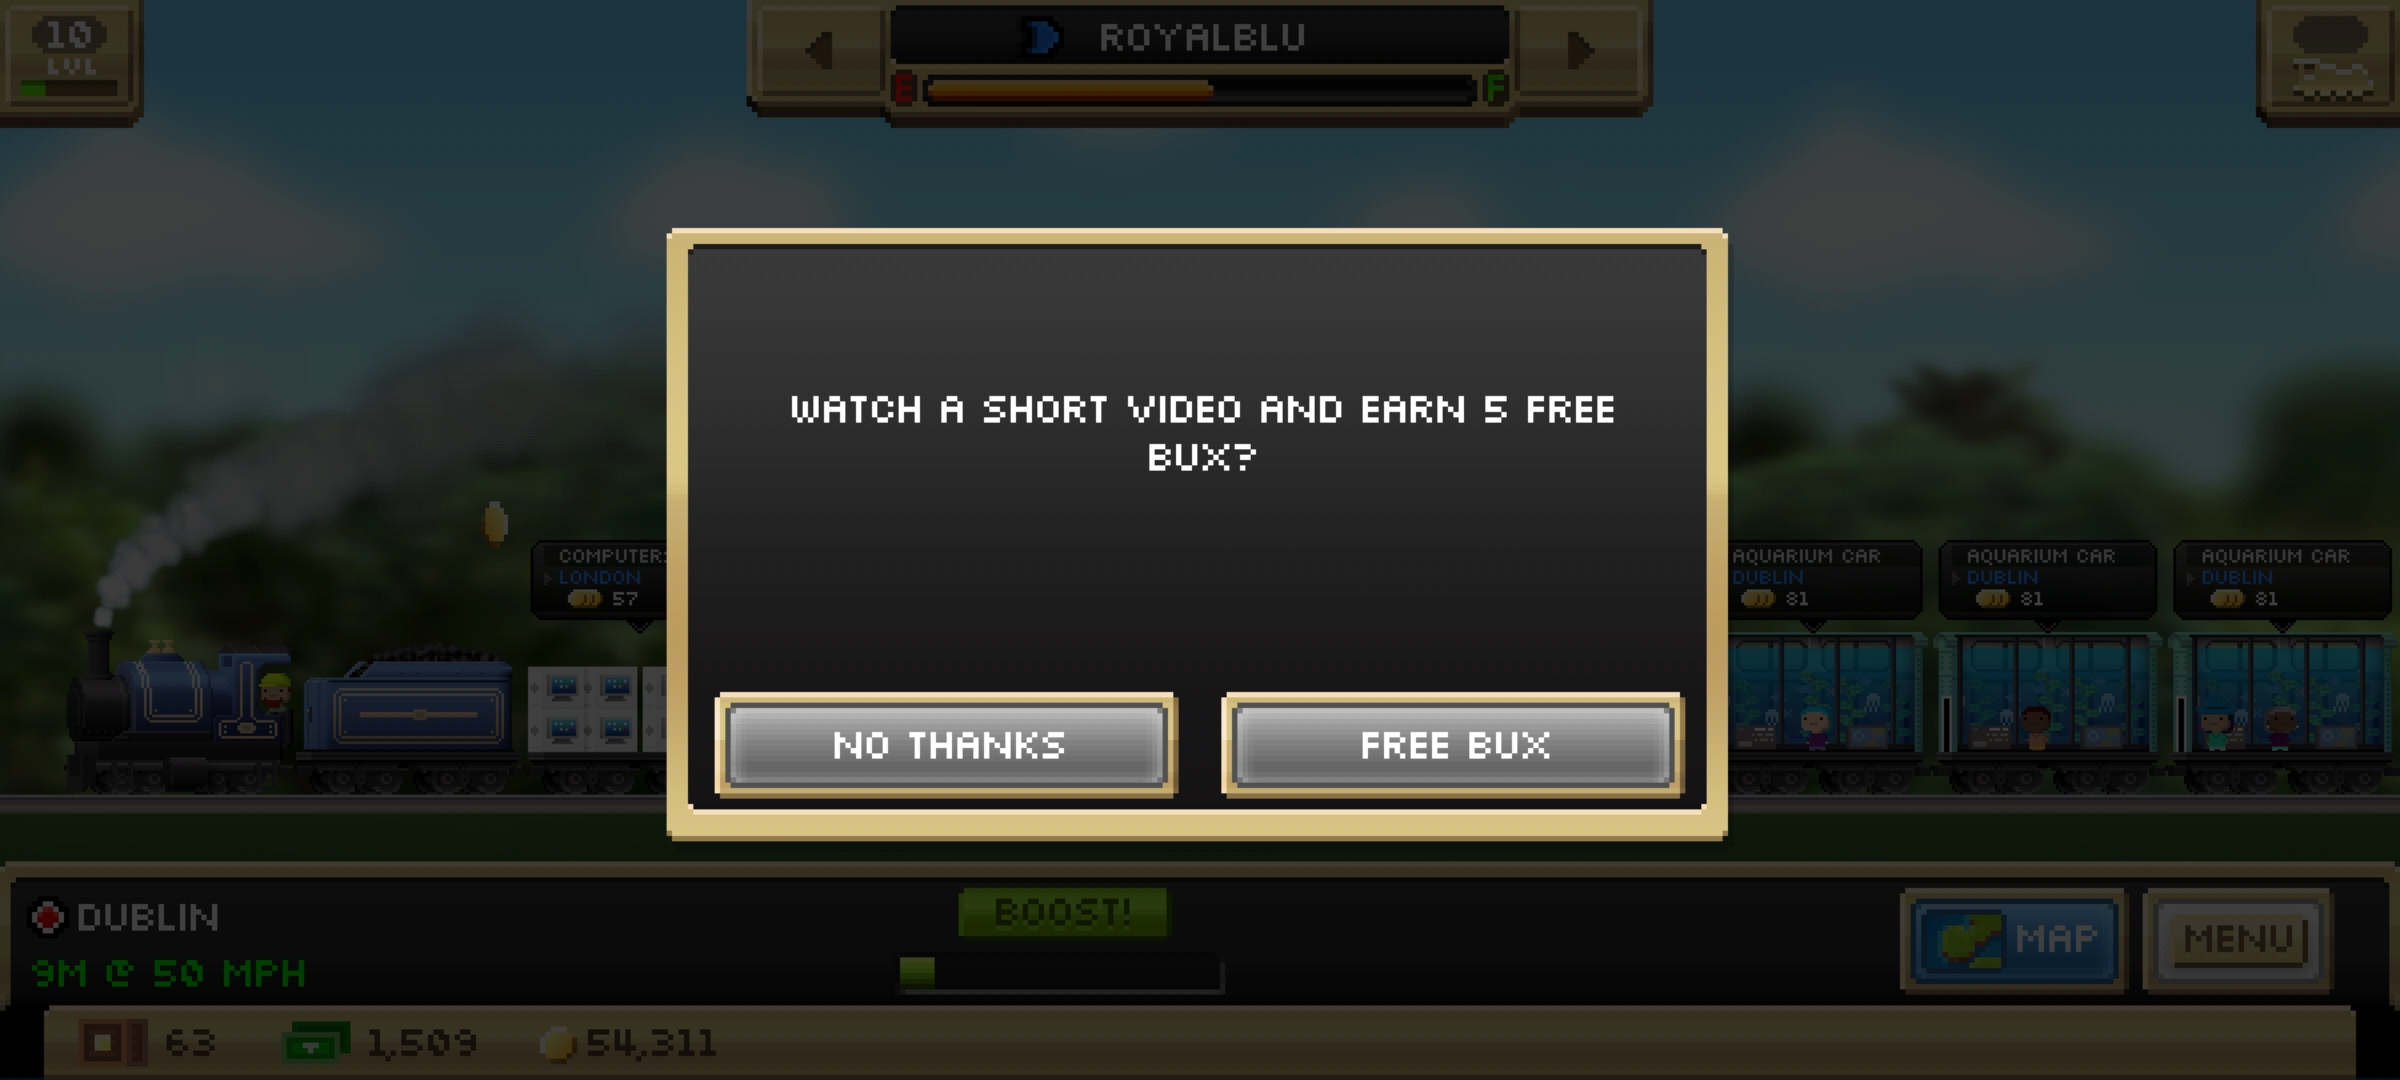 10
LVL
ROYALBLU
E
F
WATCH A SHORT VIDEO AND EARN 5 FREE
BUX?
NO THANKS
FREE BUX
COMPUTER
LONDON
57
AQUARIUM CAR
DUBLIN
81
AQUARIUM CAR
DUBLIN
81
AQUARIUM CAR
DUBLIN
81
DUBLIN
9M @ 50 MPH
BOOST!
MAP
MENU
63
1,509
54,311